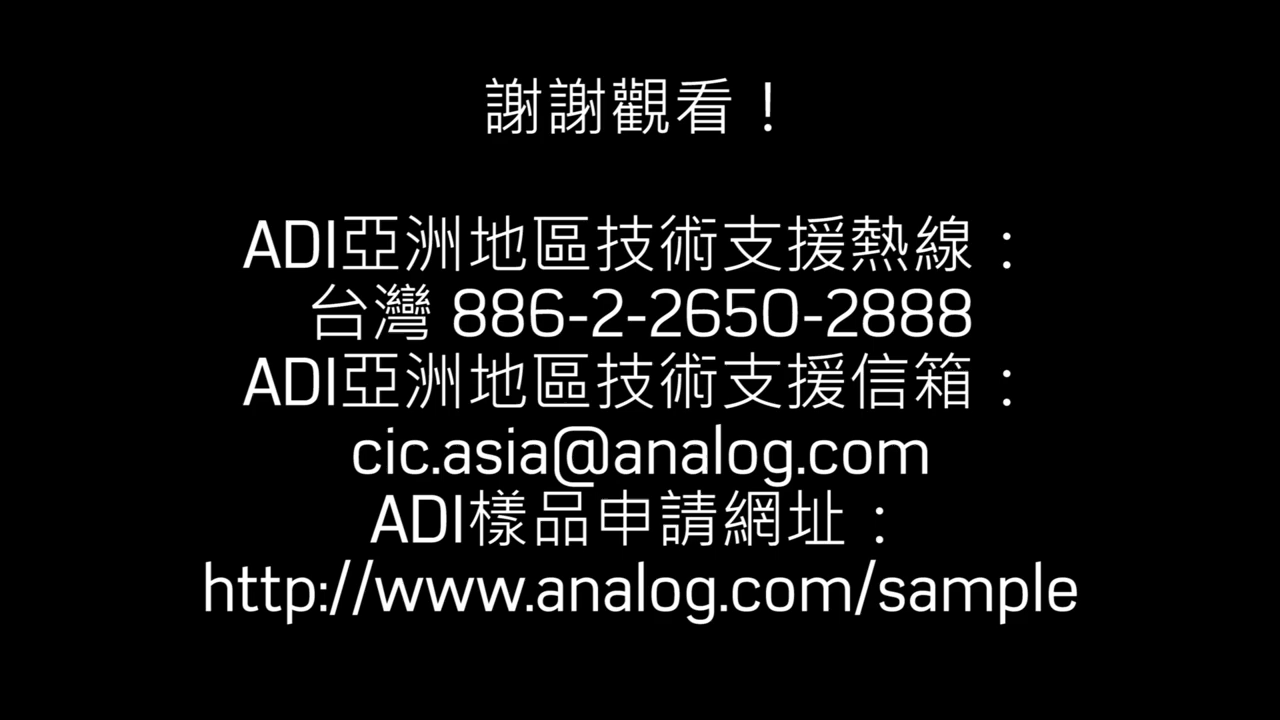 謝謝觀看！
ADI亞洲地區技術支援熱線：
台灣 886-2-2650-2888
ADI亞洲地區技術支援信箱：
cic.asia@analog.com
ADI樣品申請網址：
http://www.analog.com/sample